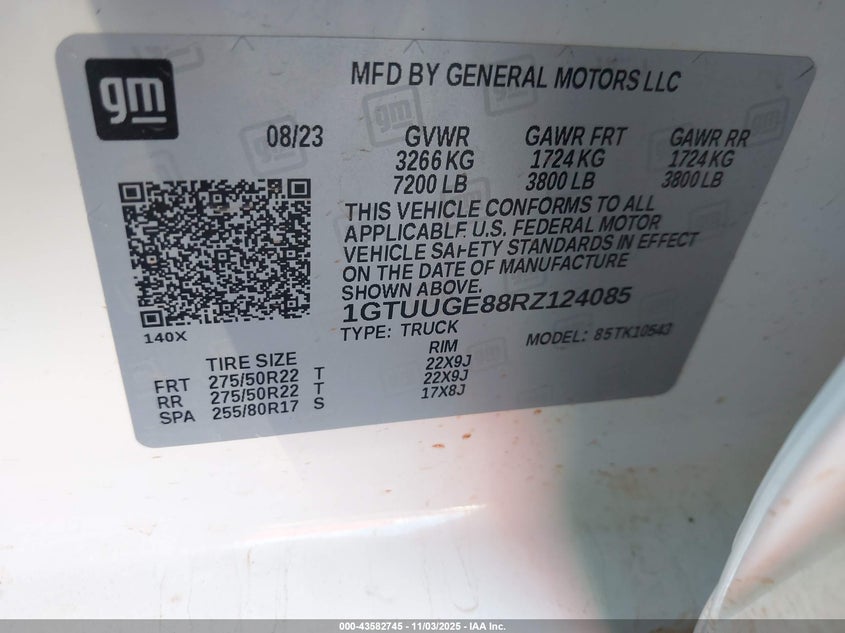 gm
MFD BY GENERAL MOTORS LLC
08/23 GVWR GAWR FRT GAWR RR
3266 KG 1724 KG 1724 KG
7200 LB 3800 LB 3800 LB
THIS VEHICLE CONFORMS TO ALL
APPLICABLE U.S. FEDERAL MOTOR
VEHICLE SAFETY STANDARDS IN EFFECT
ON THE DATE OF MANUFACTURE
SHOWN ABOVE.
1GTUUGE88RZ124085
TYPE: TRUCK MODEL: 85TK10543
140X
TIRE SIZE RIM
FRT 275/50R22 T 22X9J
RR 275/50R22 T 22X9J
SPA 255/80R17 S 17X8J
000-43582745 - 11/03/2025 - IAA Inc.